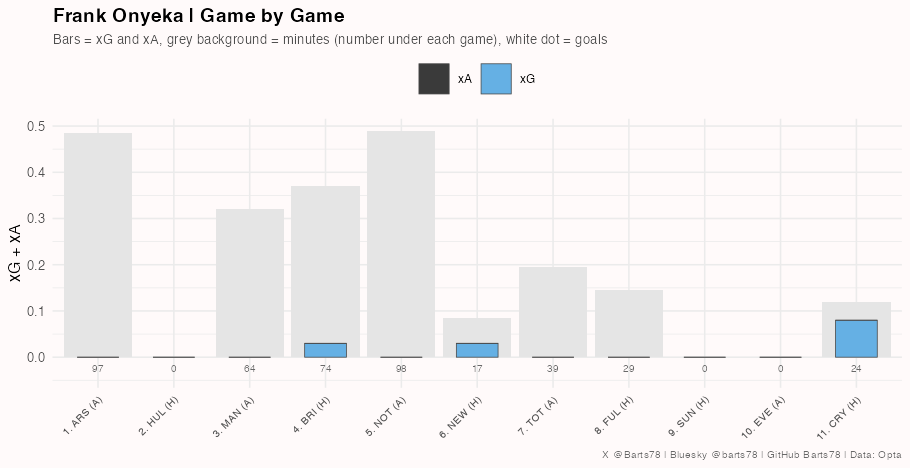 Frank Onyeka | Game by Game
Bars = xG and xA, grey background = minutes (number under each game), white dot = goals
xA xG
xG + xA
0.5
0.4
0.3
0.2
0.1
0.0
97 0 64 74 98 17 39 29 0 0 24
1. ARS (A) 2. HUL (H) 3. MAN (A) 4. BRI (H) 5. NOT (A) 6. NEW (H) 7. TOT (A) 8. FUL (H) 9. SUN (H) 10. EVE (A) 11. CRY (H)
X @Barts78 | Bluesky @barts78 | GitHub Barts78 | Data: Opta